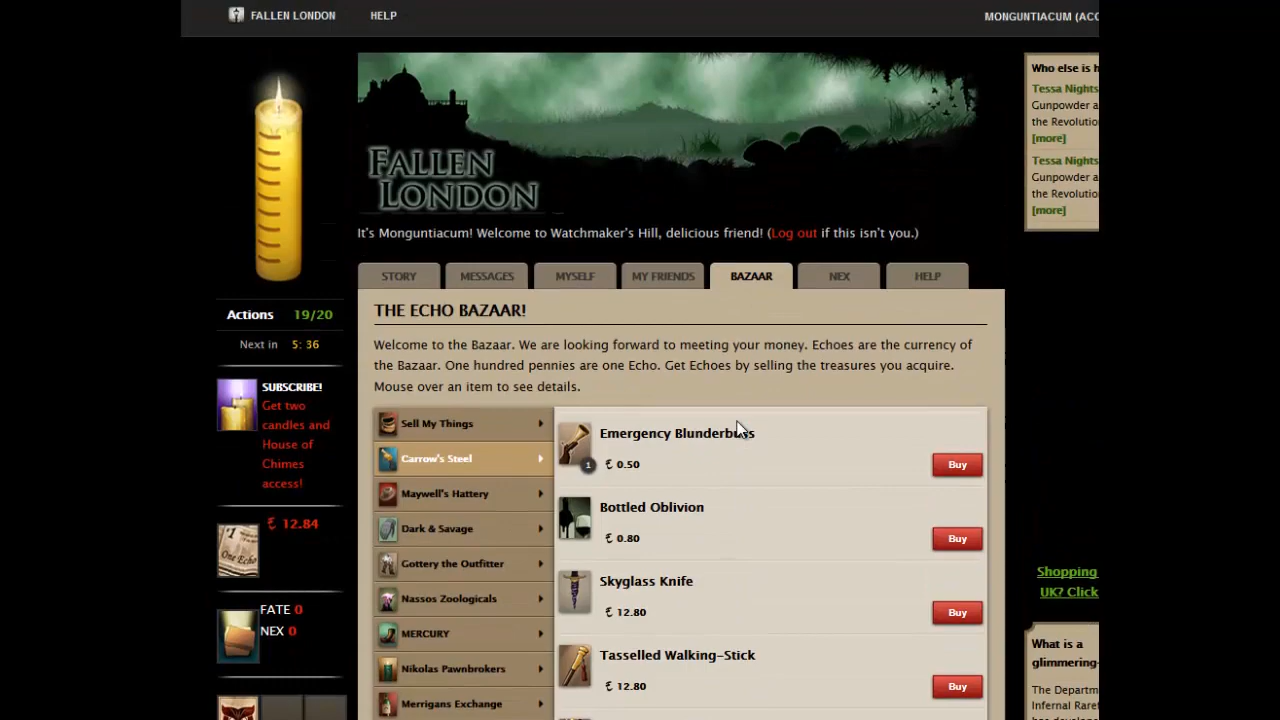 FALLEN LONDON
HELP
MONGUNTIACUM (ACC
FALLEN
LONDON
It's Monguntiacum! Welcome to Watchmaker's Hill, delicious friend! (Log out if this isn't you.)
STORY
MESSAGES
MYSELF
MY FRIENDS
BAZAAR
NEX
HELP
Actions 19/20
Next in 5: 36
SUBSCRIBE!
Get two
candles and
House of
Chimes
access!
€ 12.84
#1
One Echo
FATE 0
NEX 0
THE ECHO BAZAAR!
Welcome to the Bazaar. We are looking forward to meeting your money. Echoes are the currency of
the Bazaar. One hundred pennies are one Echo. Get Echoes by selling the treasures you acquire.
Mouse over an item to see details.
Sell My Things
Carrow's Steel
Maywell's Hattery
Dark & Savage
Gottery the Outfitter
Nassos Zoologicals
MERCURY
Nikolas Pawnbrokers
Merrigans Exchange
Emergency Blunderbuss
1
€ 0.50
Buy
Bottled Oblivion
€ 0.80
Buy
Skyglass Knife
€ 12.80
Buy
Tasselled Walking-Stick
€ 12.80
Buy
Who else is h
Tessa Nights
Gunpowder a
the Revolutio
[more]
Tessa Nights
Gunpowder a
the Revolutio
[more]
Shopping
UK? Click
What is a
glimmering-
The Departm
Infernal Raref